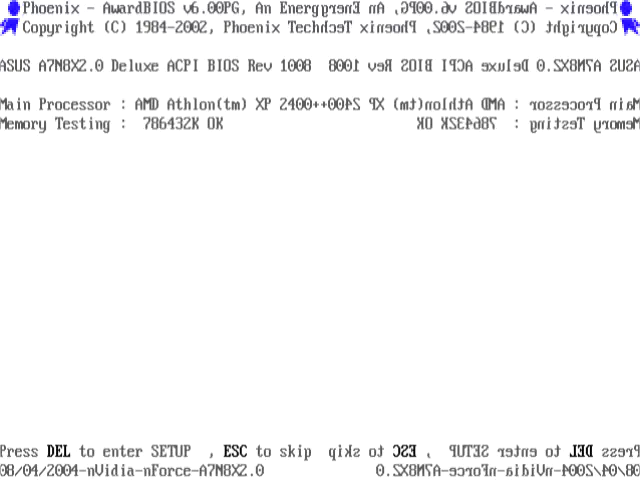 Phoenix - AwardBIOS v6.00PG, An Energy
Copyright (C) 1984-2002, Phoenix Tech
ASUS A7N8X2.0 Deluxe ACPI BIOS Rev 1008
Main Processor : AMD Athlon(tm) XP 2400+
Memory Testing :  786432K OK
Press DEL to enter SETUP , ESC to skip
08/04/2004-nVidia-nForce-A7N8X2.0